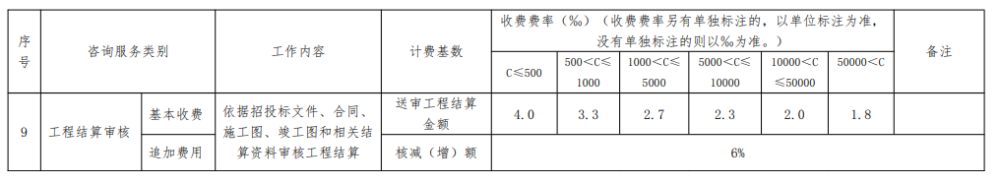 序号
咨询服务类别
工作内容
计费基数
收费费率（‰）（收费费率另有单独标注的，以单位标注为准，
没有单独标注的则以‰为准。）
备注
C≤500
500＜C≤
1000
1000＜C≤
5000
5000＜C≤
10000
10000＜C
≤50000
50000＜C
9
工程结算审核
基本收费
依据招投标文件、合同、
施工图、竣工图和相关结
算资料审核工程结算
送审工程结算
金额
4.0
3.3
2.7
2.3
2.0
1.8
追加费用
核减（增）额
6%